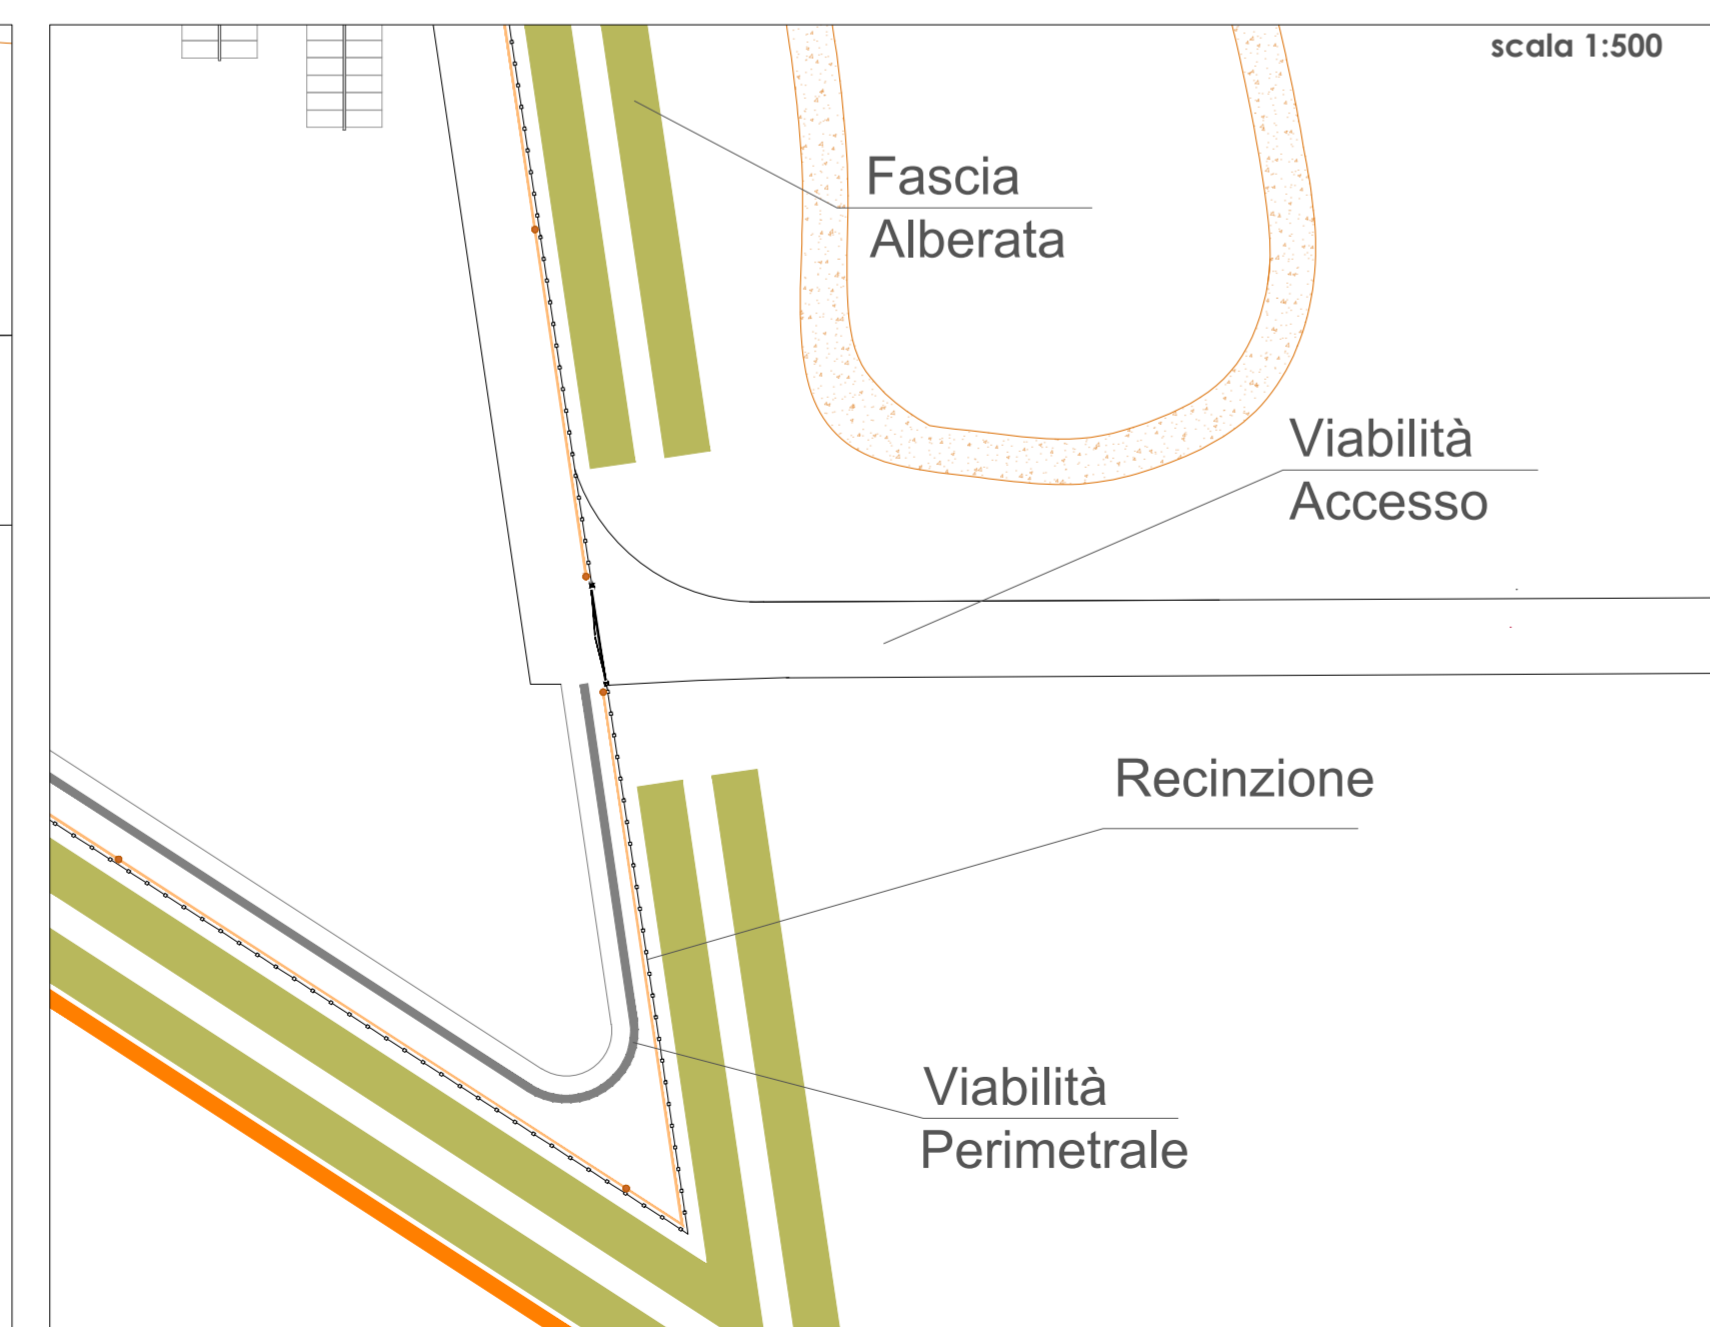 scala 1:500
Fascia
Alberata
Viabilità
Accesso
Recinzione
Viabilità
Perimetrale